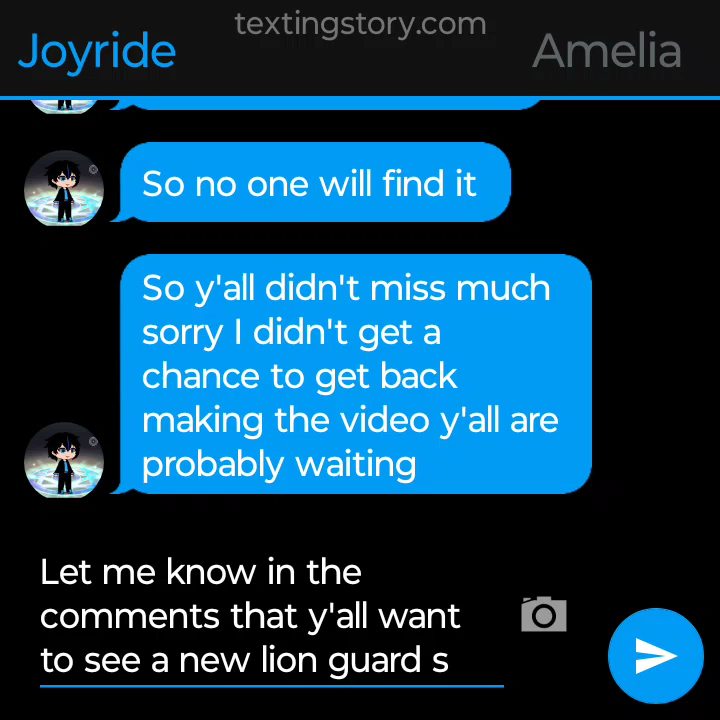 textingstory.com
Joyride
Amelia
So no one will find it
So y'all didn't miss much
sorry I didn't get a
chance to get back
making the video y'all are
probably waiting
Let me know in the
comments that y'all want
to see a new lion guard s